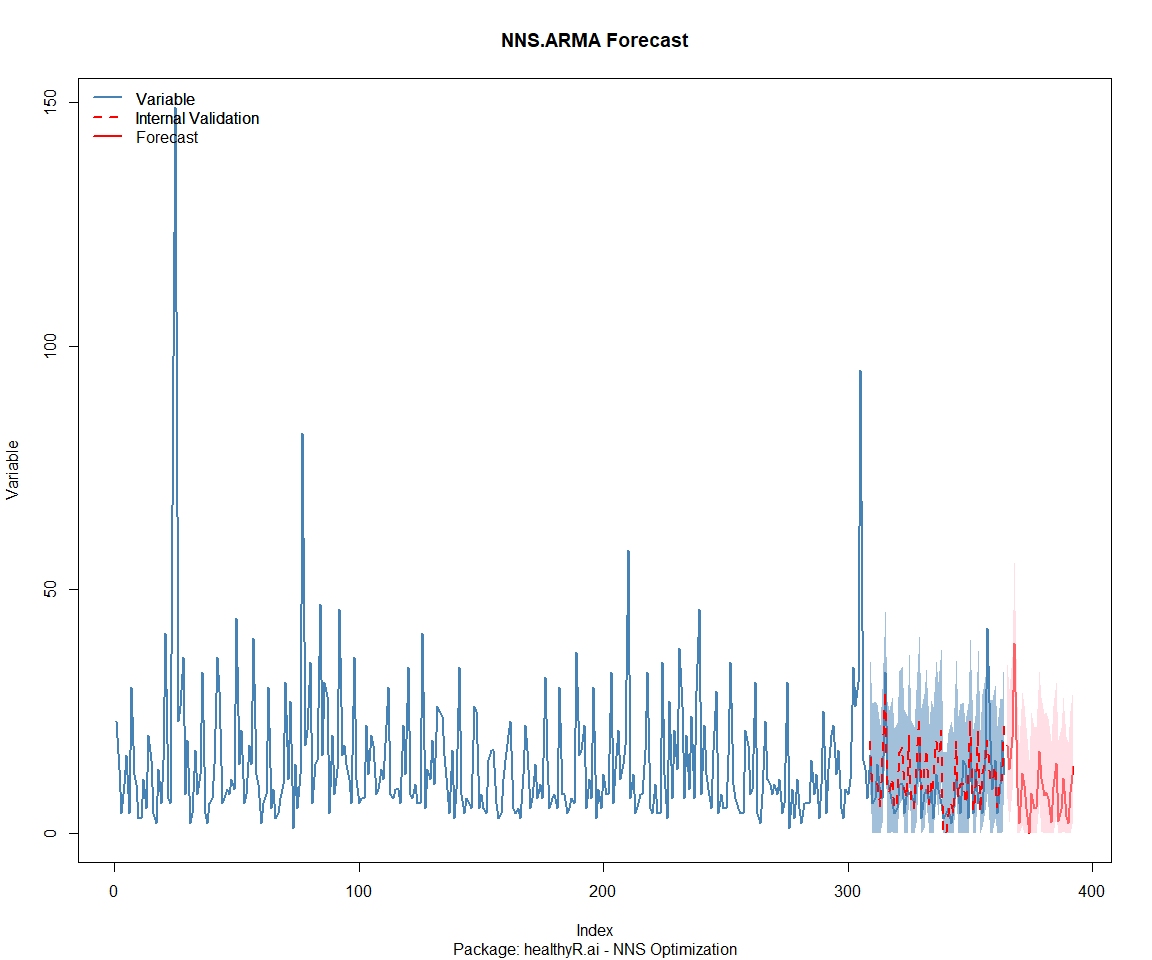 NNS.ARMA Forecast
Variable
Internal Validation
Forecast
150
100
50
0
Variable
0
100
200
300
400
Index
Package: healthyR.ai - NNS Optimization